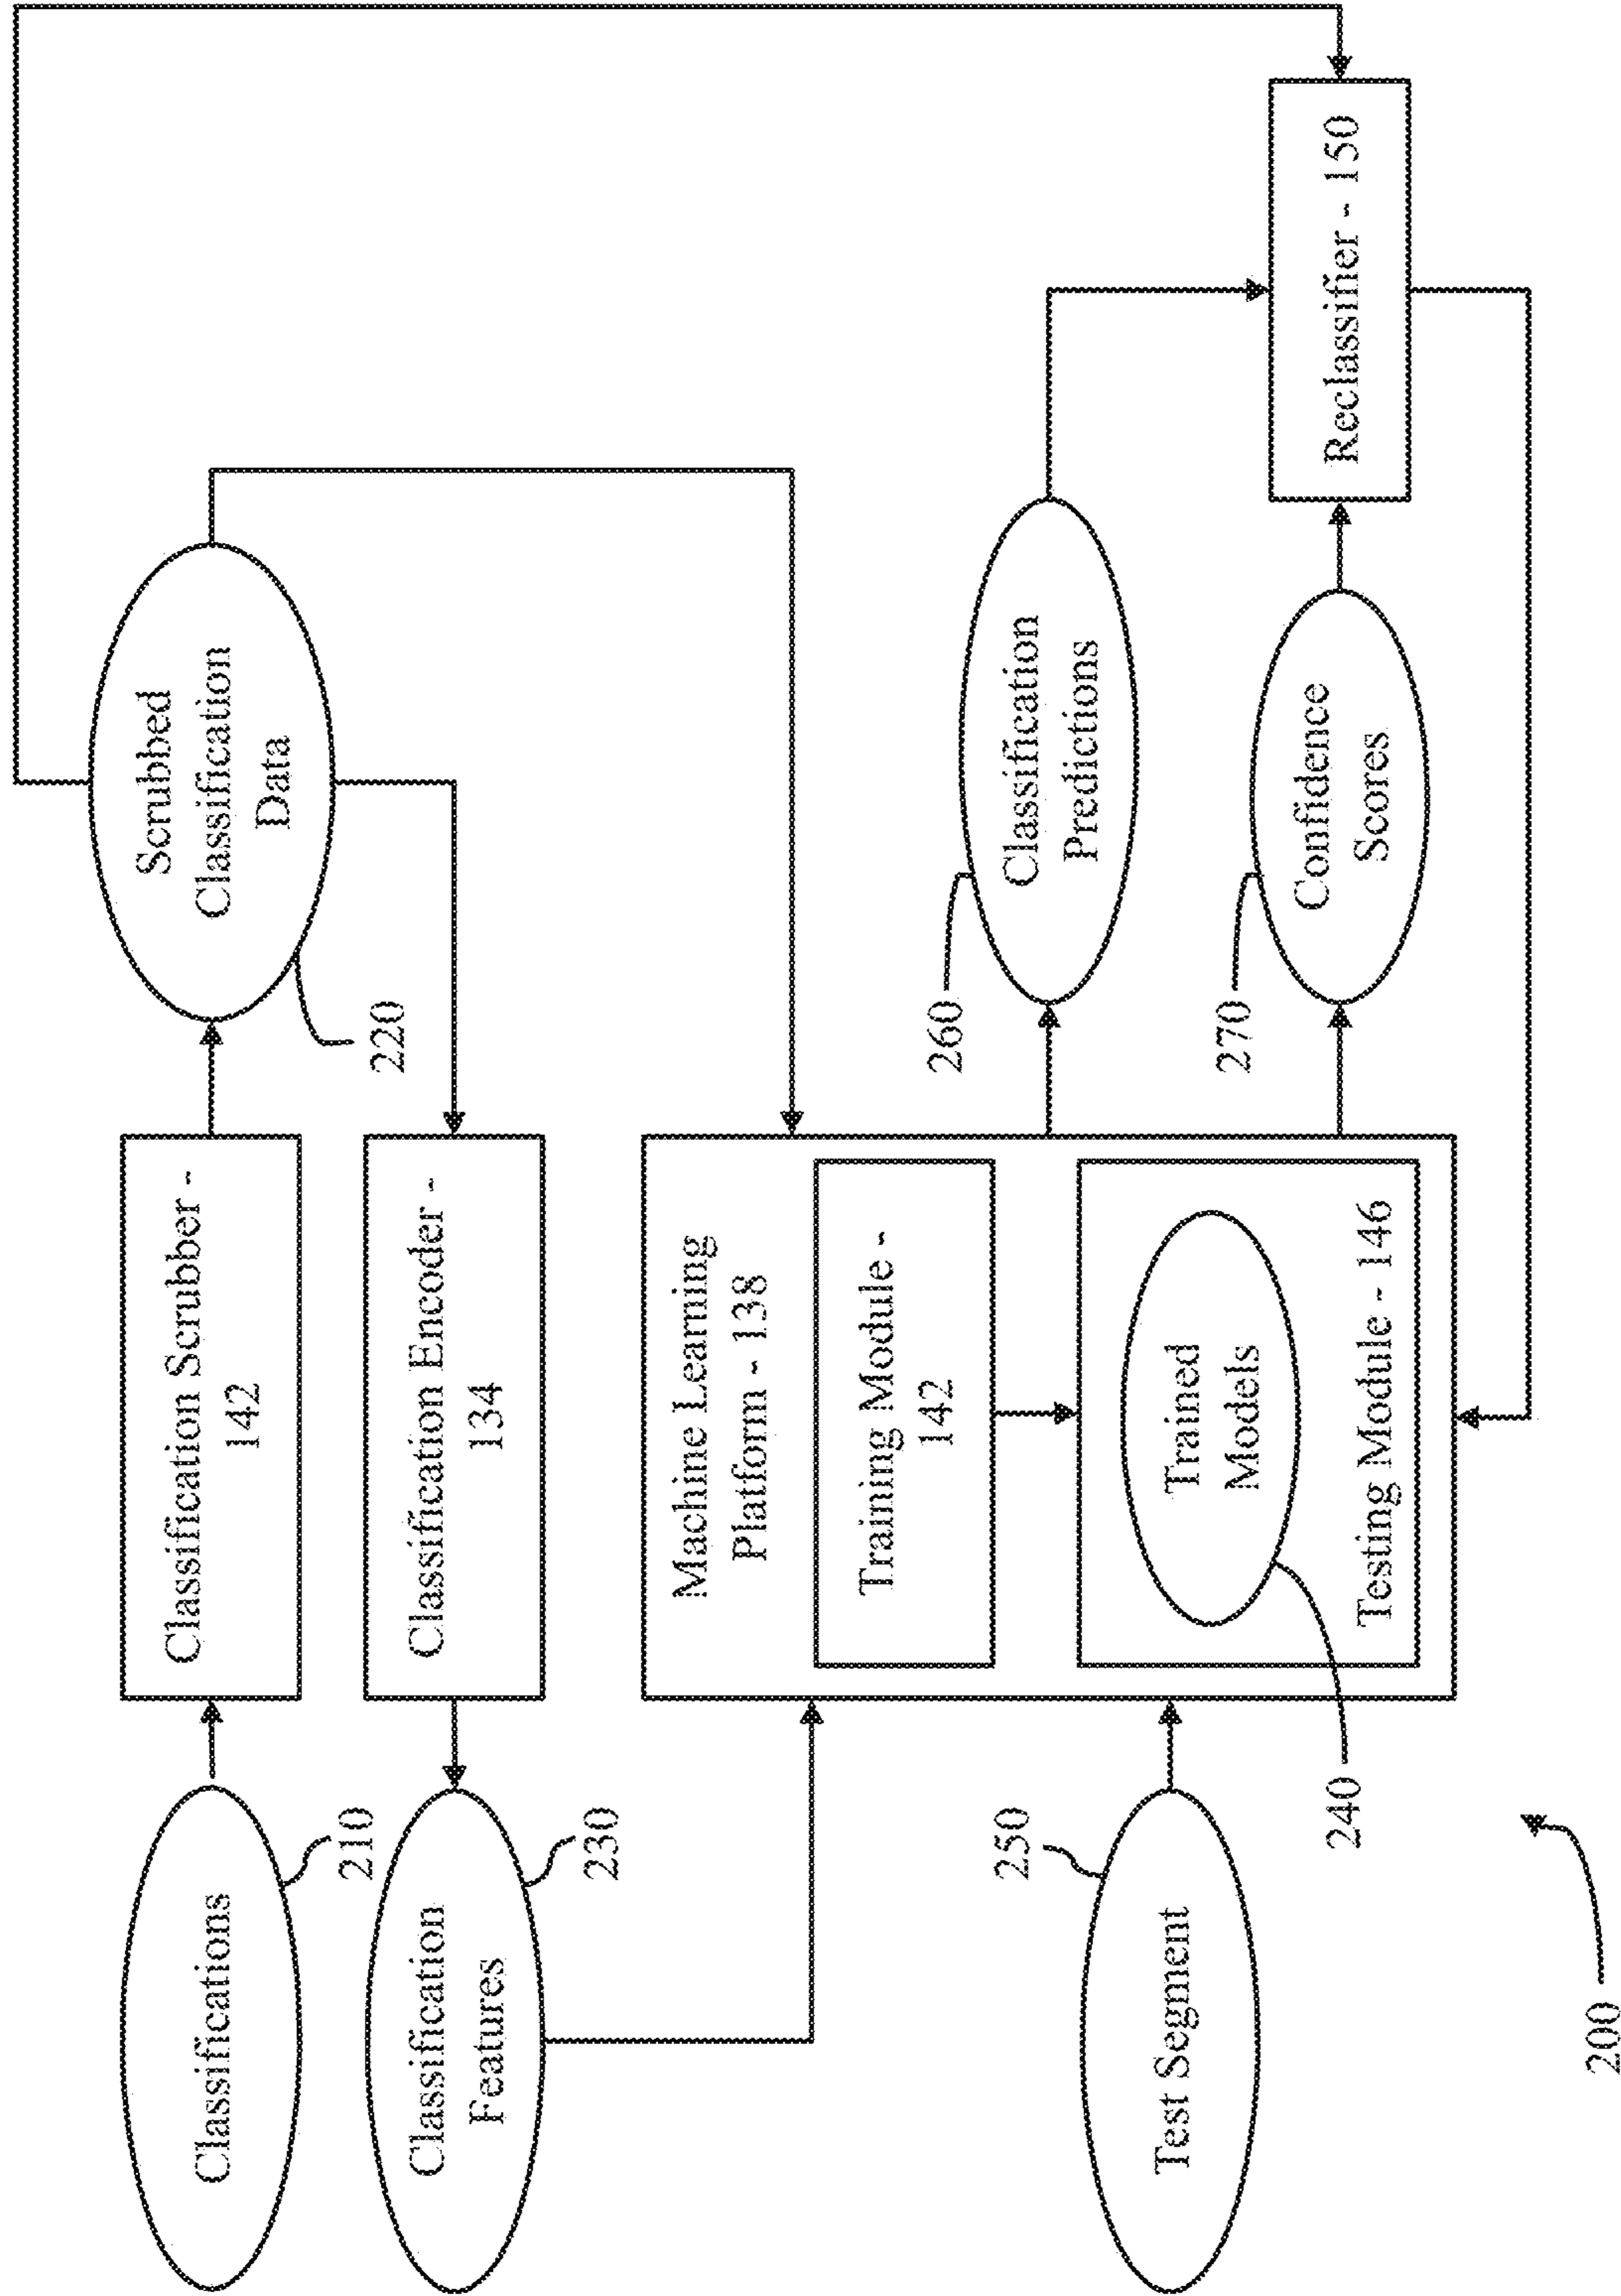 Classifications
210
Classification Scrubber -
142
Scrubbed
Classification
Data
220
Classification
Features
230
Classification Encoder -
134
Machine Learning
Platform - 138
Training Module -
142
Trained
Models
Testing Module - 146
240
Test Segment
250
Classification
Predictions
260
Confidence
Scores
270
Reclassifier - 150
200